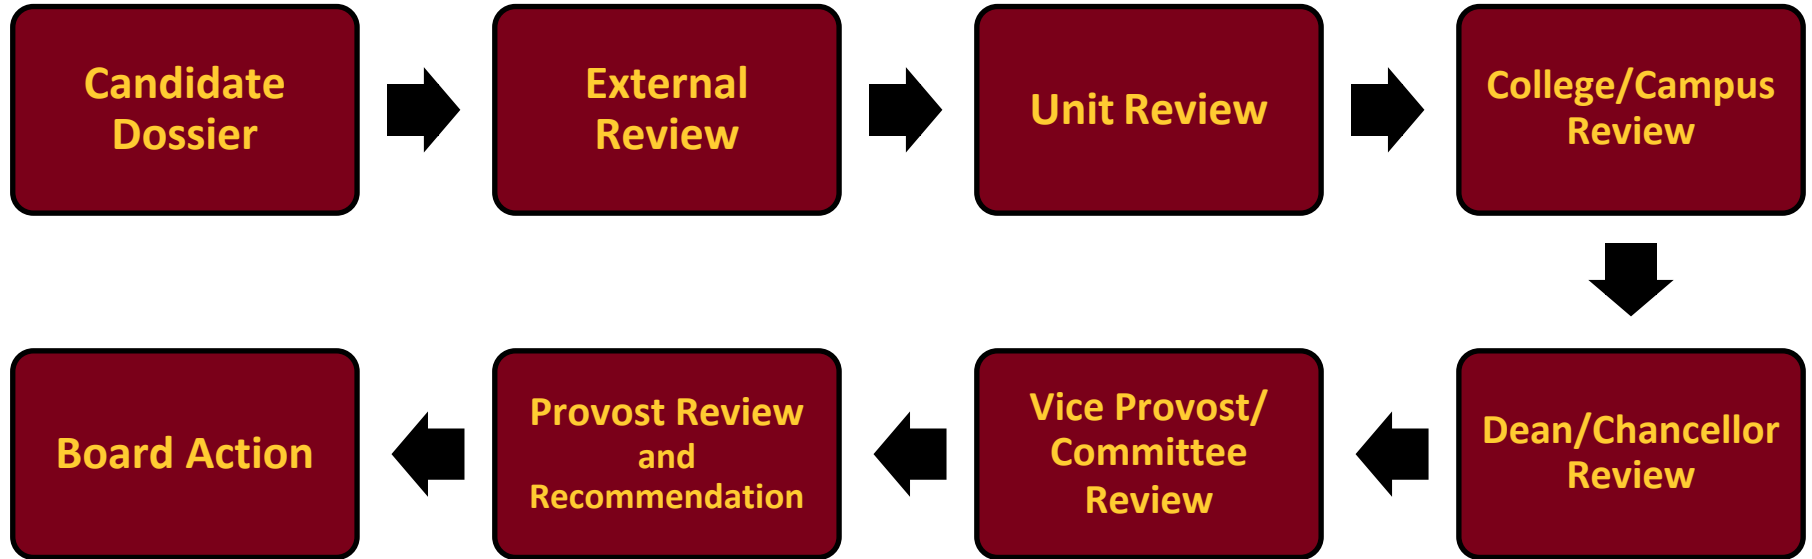 Candidate
Dossier
External
Review
Unit Review
College/Campus
Review
Dean/Chancellor
Review
Vice Provost/
Committee
Review
Provost Review
and
Recommendation
Board Action